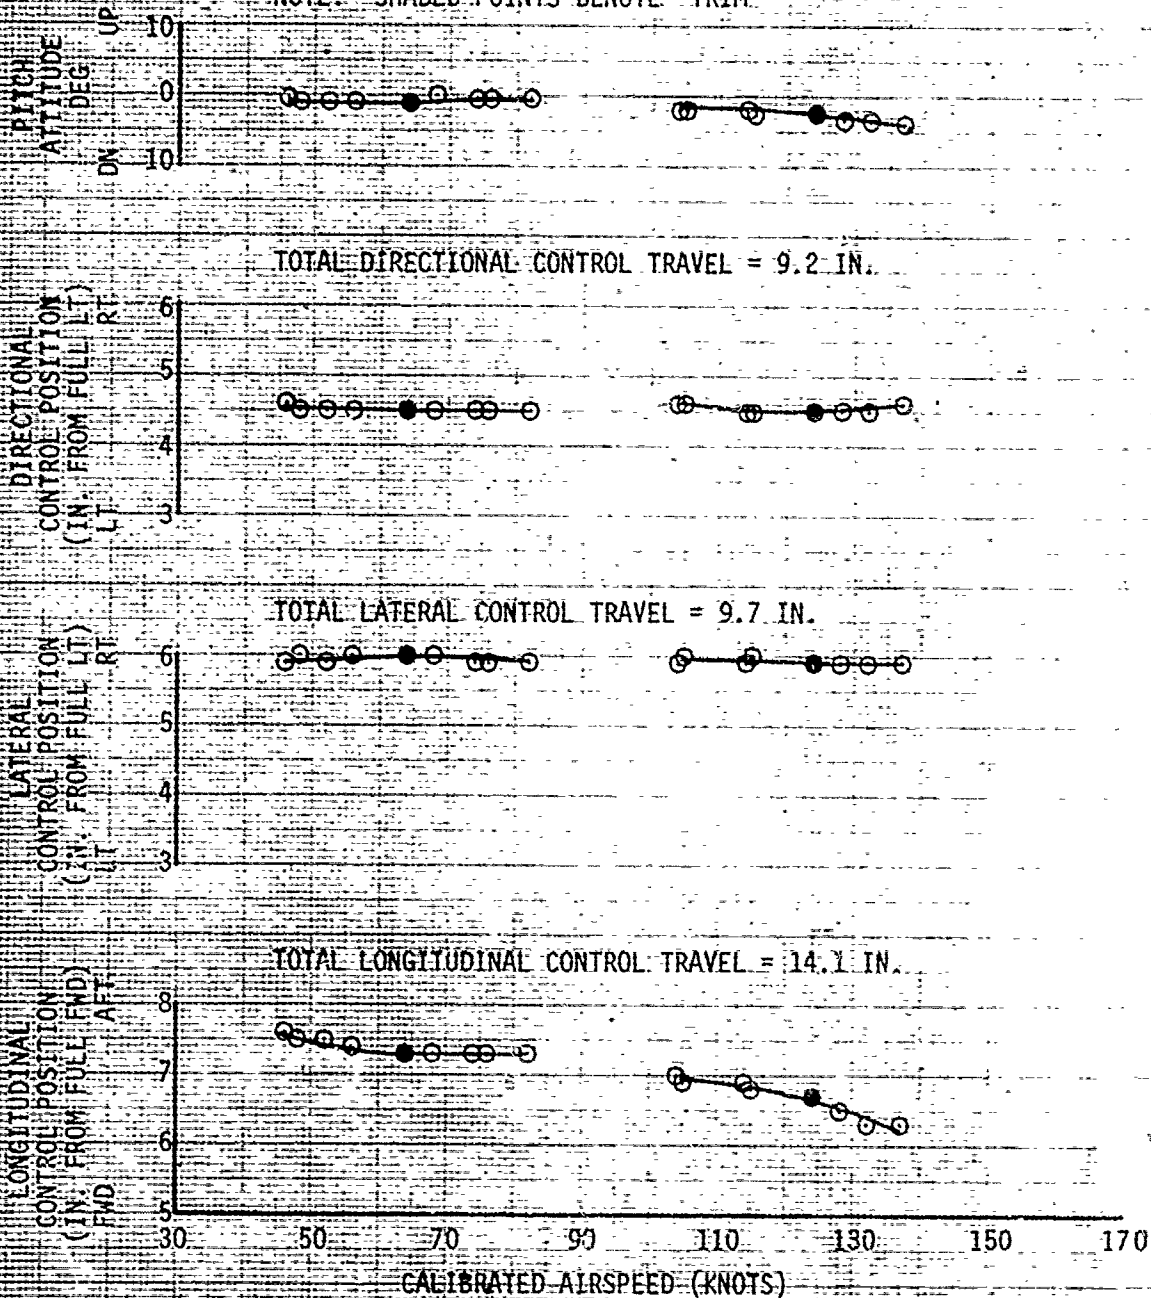 NOTE: SHADED POINTS DENOTE TRIM
PITCH
ATTITUDE
DEG
DN UP
10
0
10
TOTAL DIRECTIONAL CONTROL TRAVEL = 9.2 IN.
DIRECTIONAL
CONTROL POSITION
(IN. FROM FULL LT)
LT RT
6
5
4
3
TOTAL LATERAL CONTROL TRAVEL = 9.7 IN.
LATERAL
CONTROL POSITION
(IN. FROM FULL LT)
LT RT
6
5
4
3
TOTAL LONGITUDINAL CONTROL TRAVEL = 14.1 IN.
LONGITUDINAL
CONTROL POSITION
(IN. FROM FULL FWD)
FWD AFT
8
7
6
5
30 50 70 90 110 130 150 170
CALIBRATED AIRSPEED (KNOTS)